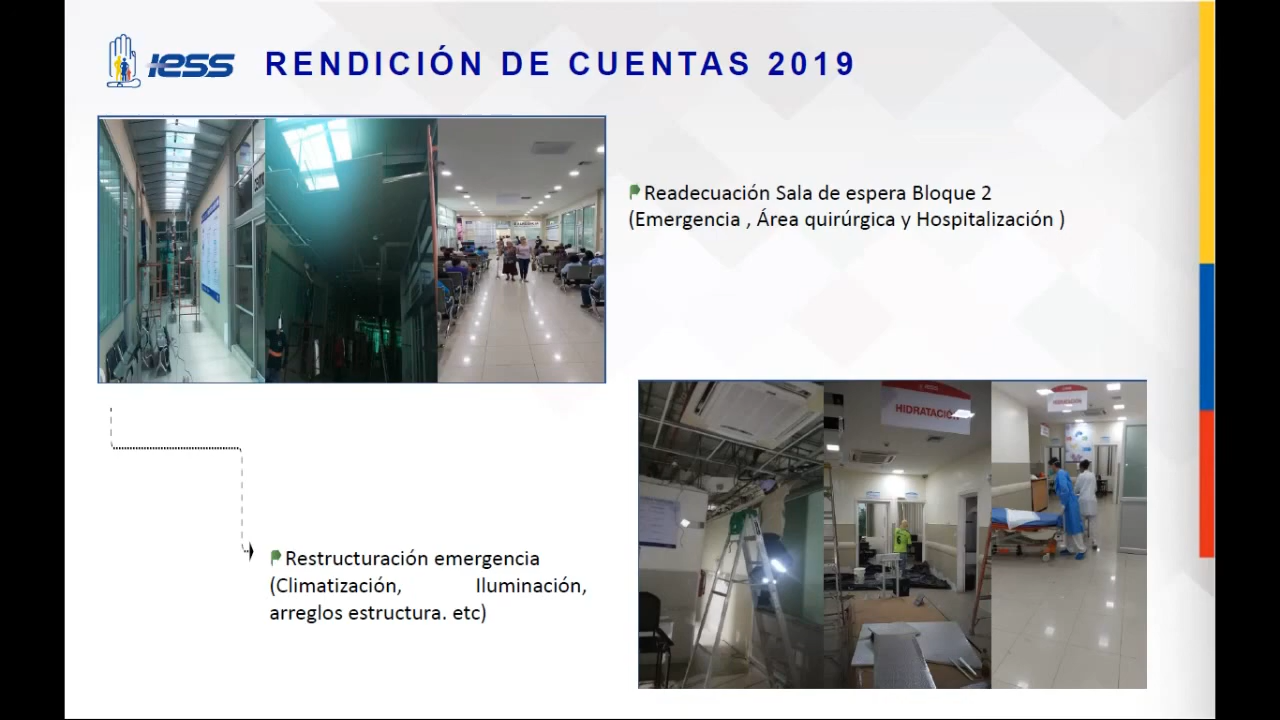 IESS
RENDICIÓN DE CUENTAS 2019
Readecuación Sala de espera Bloque 2
(Emergencia , Área quirúrgica y Hospitalización )
HIDRATACIÓN
Restructuración emergencia
(Climatización, Iluminación,
arreglos estructura. etc)